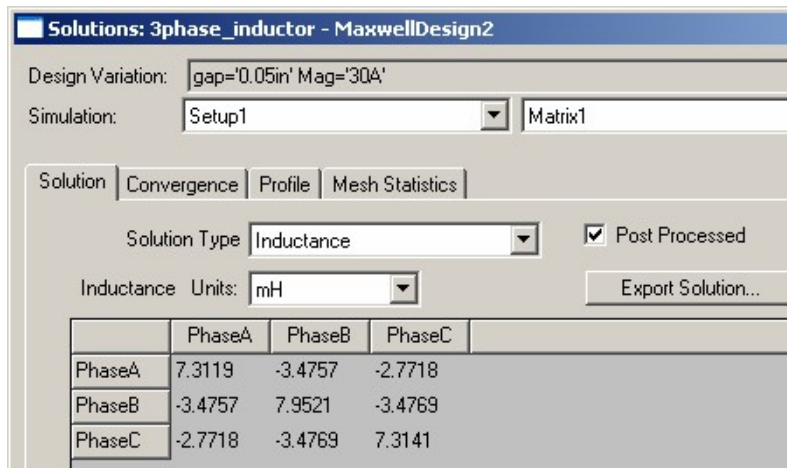 Solutions: 3phase_inductor - MaxwellDesign2
Design Variation: gap='0.05in' Mag='30A'
Simulation: Setup1 Matrix1
Solution Convergence Profile Mesh Statistics
Solution Type Inductance Post Processed
Inductance Units: mH Export Solution...
PhaseA PhaseB PhaseC
PhaseA 7.3119 -3.4757 -2.7718
PhaseB -3.4757 7.9521 -3.4769
PhaseC -2.7718 -3.4769 7.3141